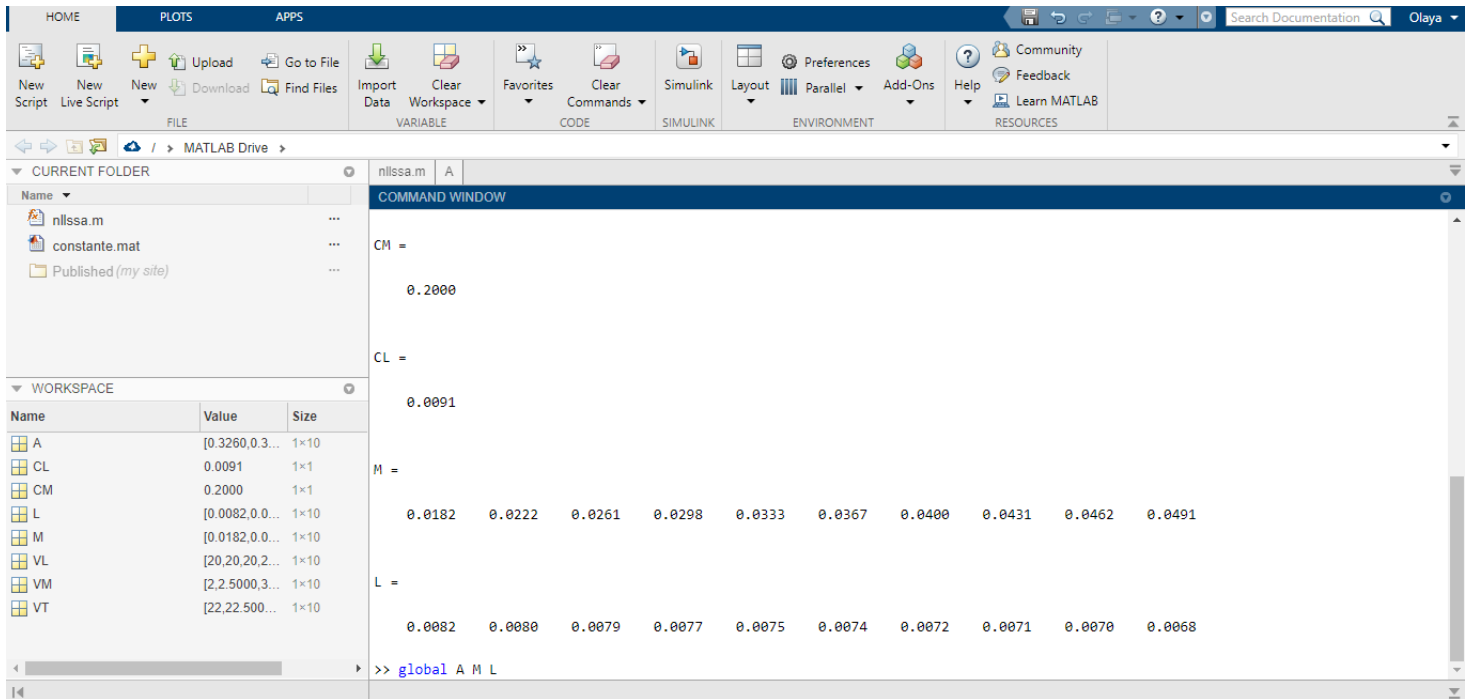 HOME PLOTS APPS Search Documentation Olaya
New Script New Live Script New Upload Download Go to File Find Files Import Data Clear Workspace Favorites Clear Commands Simulink Layout Preferences Parallel Add-Ons Help Community Feedback Learn MATLAB
FILE VARIABLE CODE SIMULINK ENVIRONMENT RESOURCES
/ > MATLAB Drive >
CURRENT FOLDER
Name
nllssa.m ...
constante.mat ...
Published (my site) ...
WORKSPACE
Name Value Size
A [0.3260,0.3... 1×10
CL 0.0091 1×1
CM 0.2000 1×1
L [0.0082,0.0... 1×10
M [0.0182,0.0... 1×10
VL [20,20,20,2... 1×10
VM [2,2.5000,3... 1×10
VT [22,22.500... 1×10
nllssa.m A
COMMAND WINDOW
CM =
0.2000
CL =
0.0091
M =
0.0182 0.0222 0.0261 0.0298 0.0333 0.0367 0.0400 0.0431 0.0462 0.0491
L =
0.0082 0.0080 0.0079 0.0077 0.0075 0.0074 0.0072 0.0071 0.0070 0.0068
>> global A M L